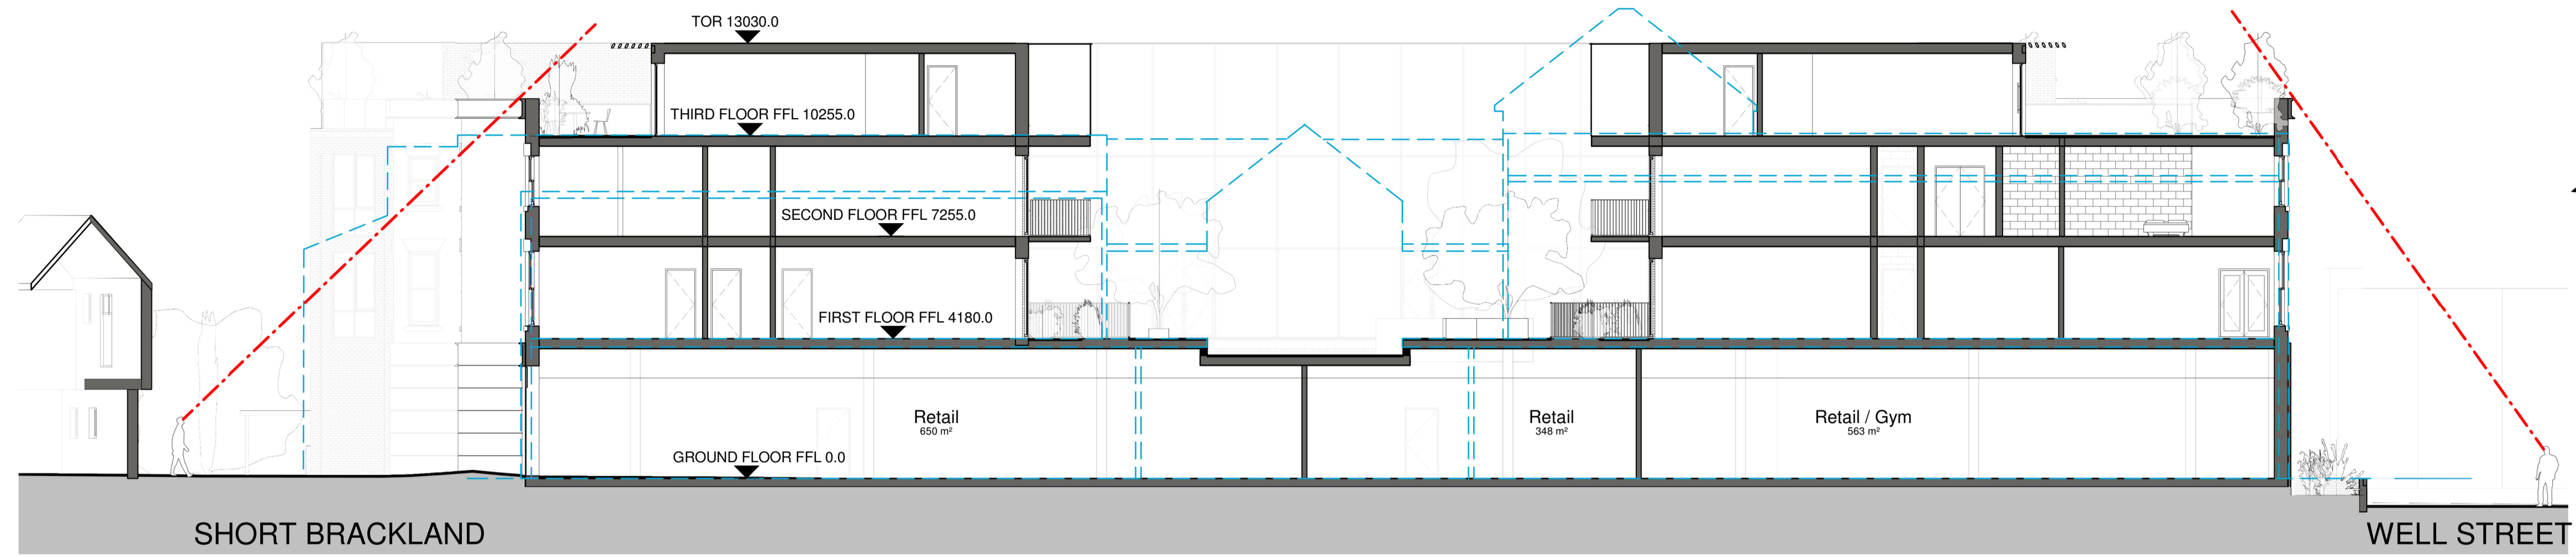 TOR 13030.0
THIRD FLOOR FFL 10255.0
SECOND FLOOR FFL 7255.0
FIRST FLOOR FFL 4180.0
Retail
650 m²
Retail
348 m²
Retail / Gym
563 m²
GROUND FLOOR FFL 0.0
SHORT BRACKLAND
WELL STREET